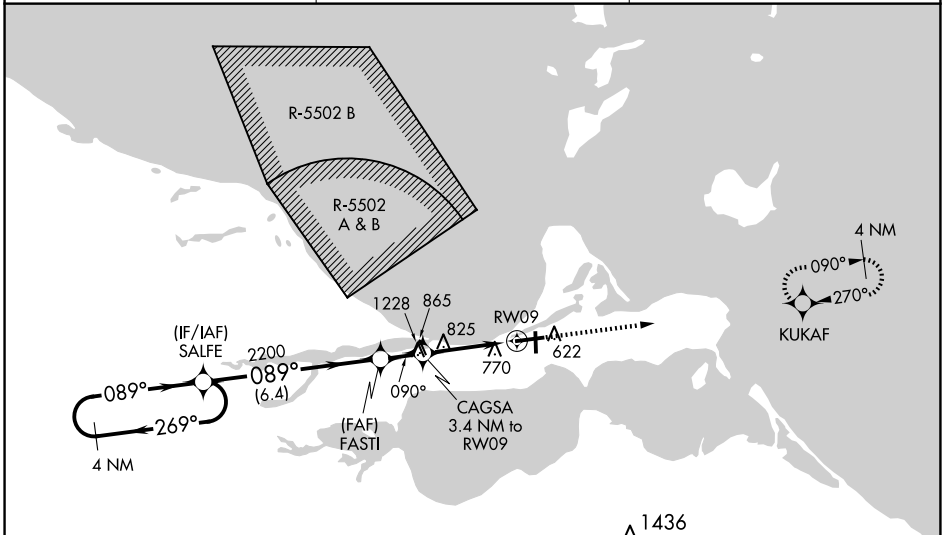 R-5502 B
R-5502
A & B
4 NM
090°
270°
KUKAF
1228
865
RW09
825
(IF/IAF)
SALFE
2200
089°
(6.4)
770
622
090°
089°
269°
4 NM
(FAF)
FASTI
CAGSA
3.4 NM to
RW09
1436